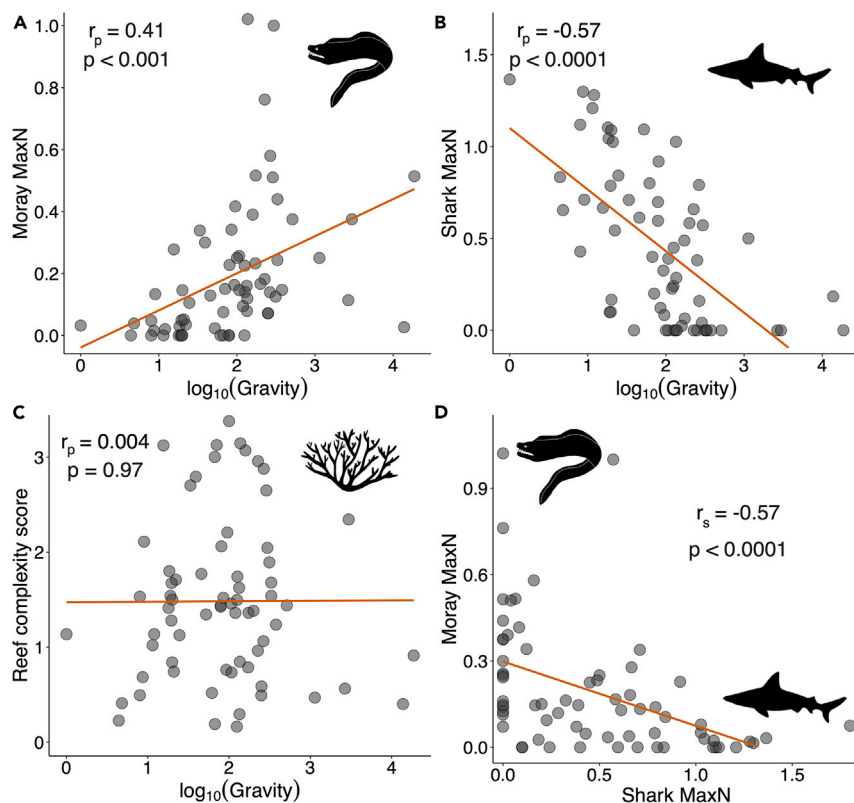 A
r_p = 0.41
p < 0.001
Moray MaxN
1.0
0.8
0.6
0.4
0.2
0.0
0
1
2
3
4
log₁₀(Gravity)
B
r_p = -0.57
p < 0.0001
Shark MaxN
1.5
1.0
0.5
0.0
0
1
2
3
4
log₁₀(Gravity)
C
r_p = 0.004
p = 0.97
Reef complexity score
3
2
1
0
0
1
2
3
4
log₁₀(Gravity)
D
r_s = -0.57
p < 0.0001
Moray MaxN
1.2
0.9
0.6
0.3
0.0
0.0
0.5
1.0
1.5
Shark MaxN